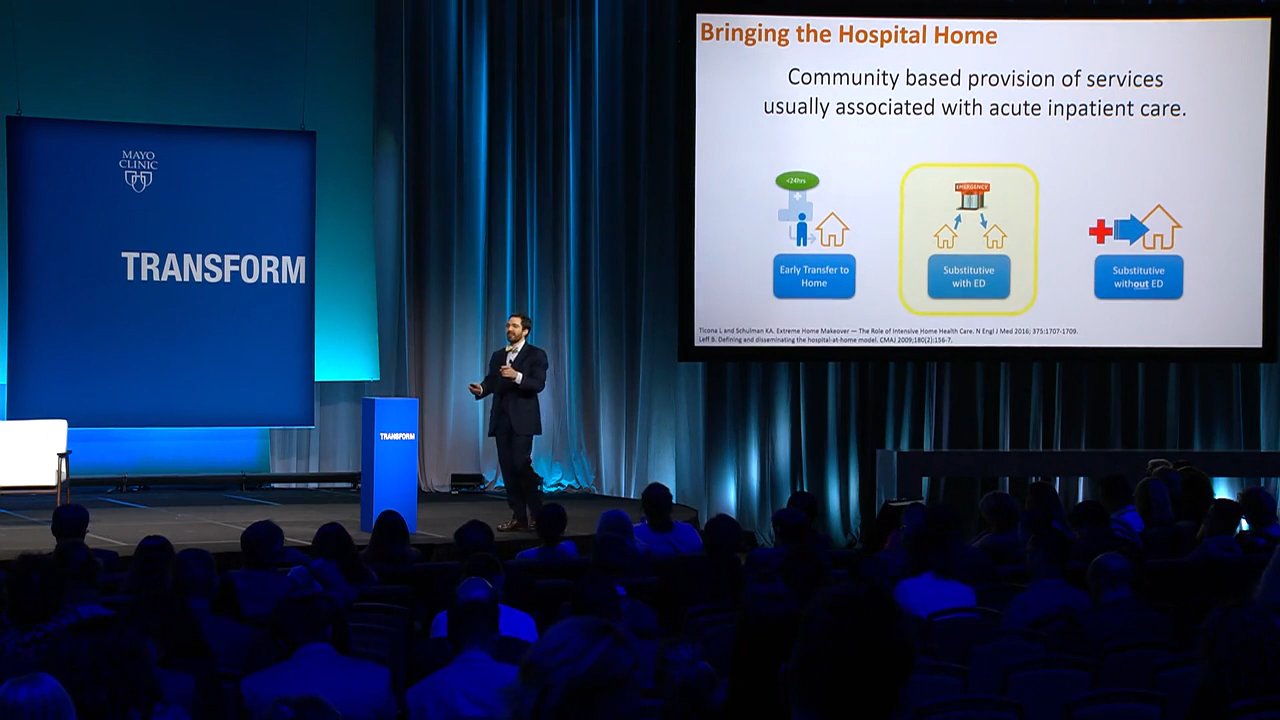 MAYO
CLINIC
TRANSFORM
TRANSFORM
Bringing the Hospital Home
Community based provision of services
usually associated with acute inpatient care.
<24hrs
EMERGENCY
Early Transfer to
Home
Substitutive
with ED
Substitutive
without ED
Ticona L and Schulman KA. Extreme Home Makeover — The Role of Intensive Home Health Care. N Engl J Med 2016; 375:1707-1709.
Leff B. Defining and disseminating the hospital-at-home model. CMAJ 2009;180(2):156-7.